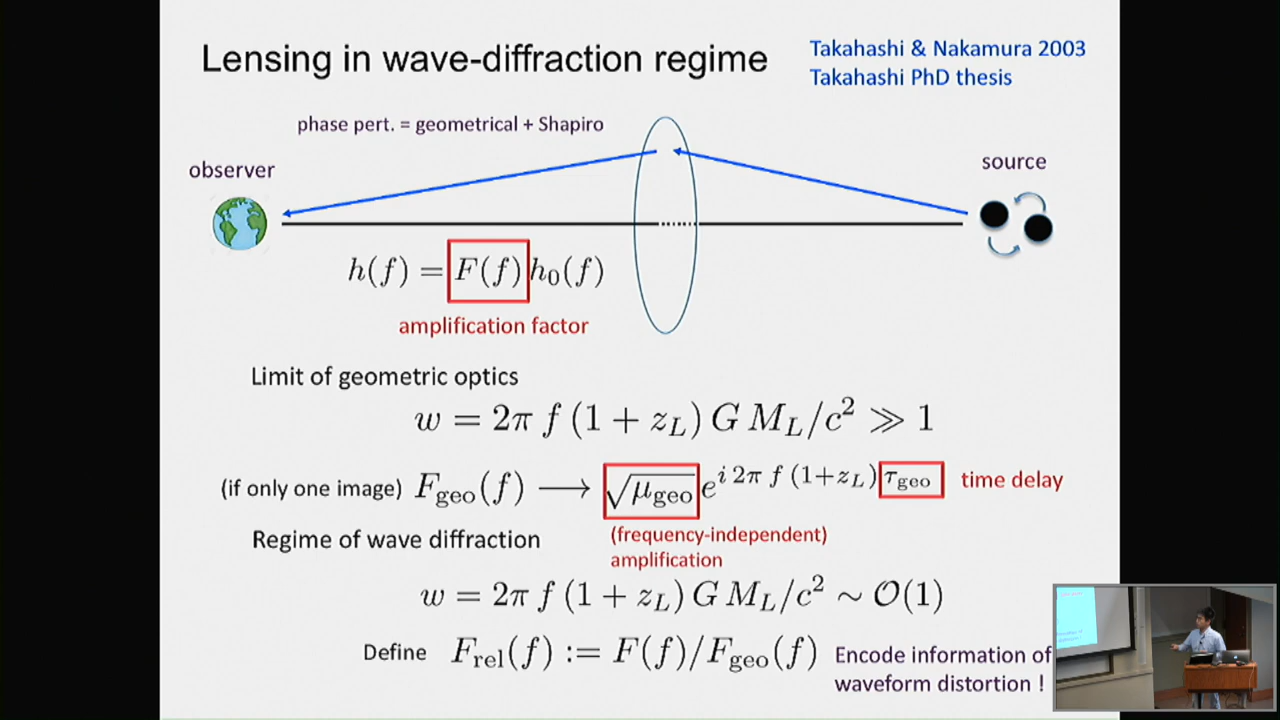 Lensing in wave-diffraction regime
Takahashi & Nakamura 2003
Takahashi PhD thesis
phase pert. = geometrical + Shapiro
observer
source
h(f) = F(f) h₀(f)
amplification factor
Limit of geometric optics
w = 2π f (1 + z_L) G M_L/c² ≫ 1
(if only one image) F_geo(f) ⟶ √μ_geo e^{i 2π f (1+z_L) τ_geo} time delay
(frequency-independent)
amplification
Regime of wave diffraction
w = 2π f (1 + z_L) G M_L/c² ∼ 𝒪(1)
Define F_rel(f) := F(f)/F_geo(f)
Encode information of
waveform distortion !